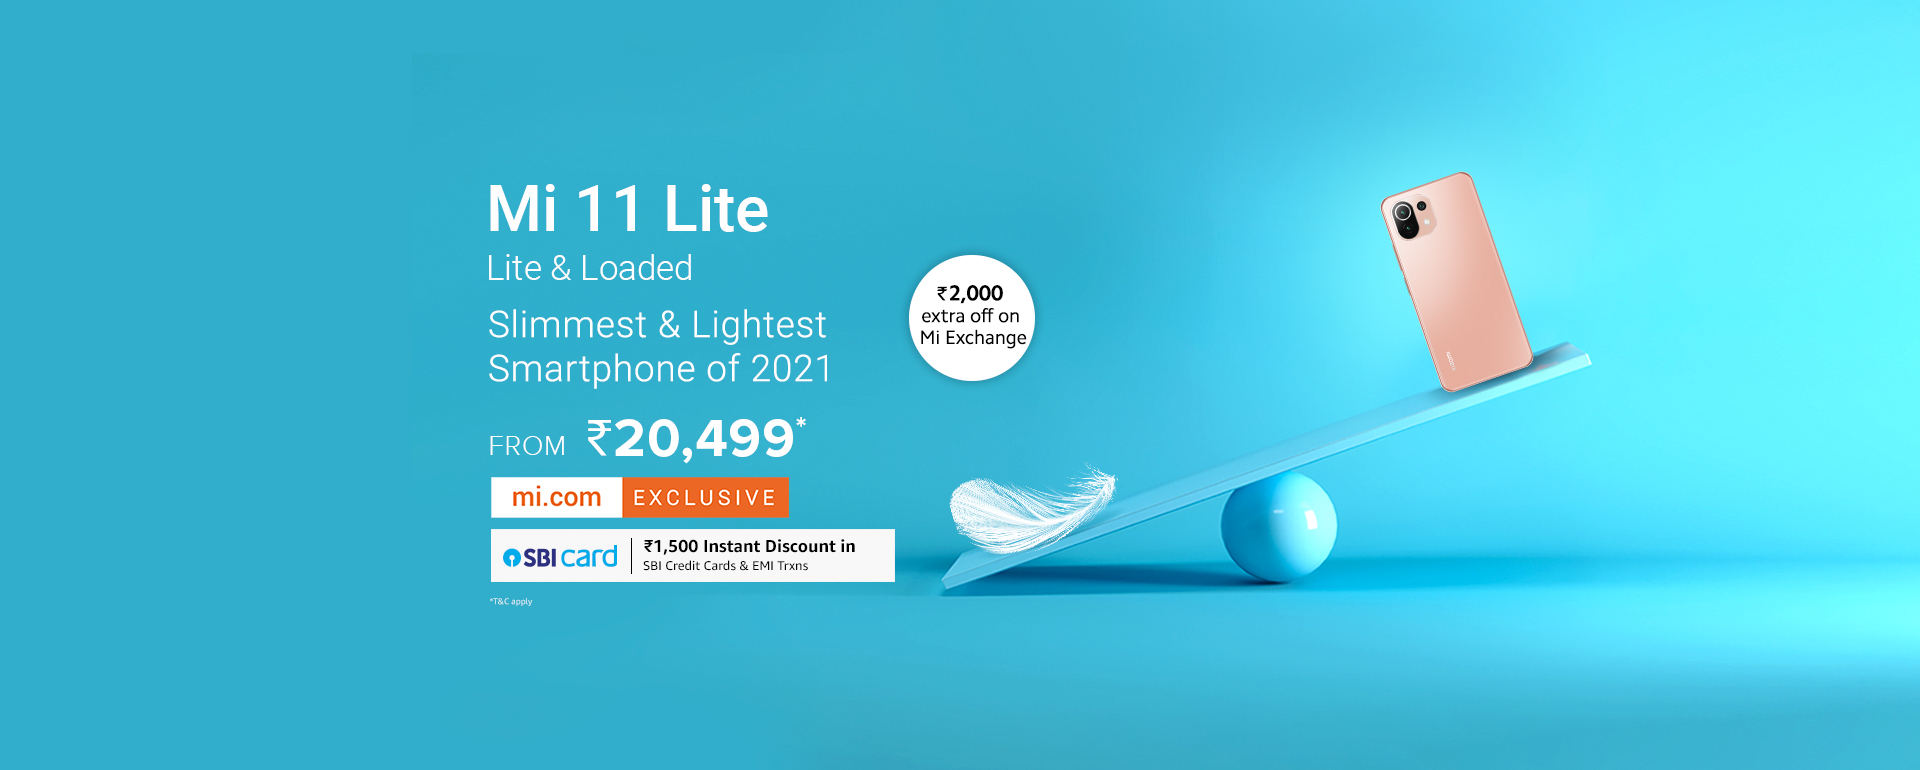 Mi 11 Lite
Lite & Loaded
Slimmest & Lightest
Smartphone of 2021
FROM ₹20,499*
mi.com EXCLUSIVE
SBI card
₹1,500 Instant Discount in
SBI Credit Cards & EMI Trxns
*T&C apply
₹2,000
extra off on
Mi Exchange